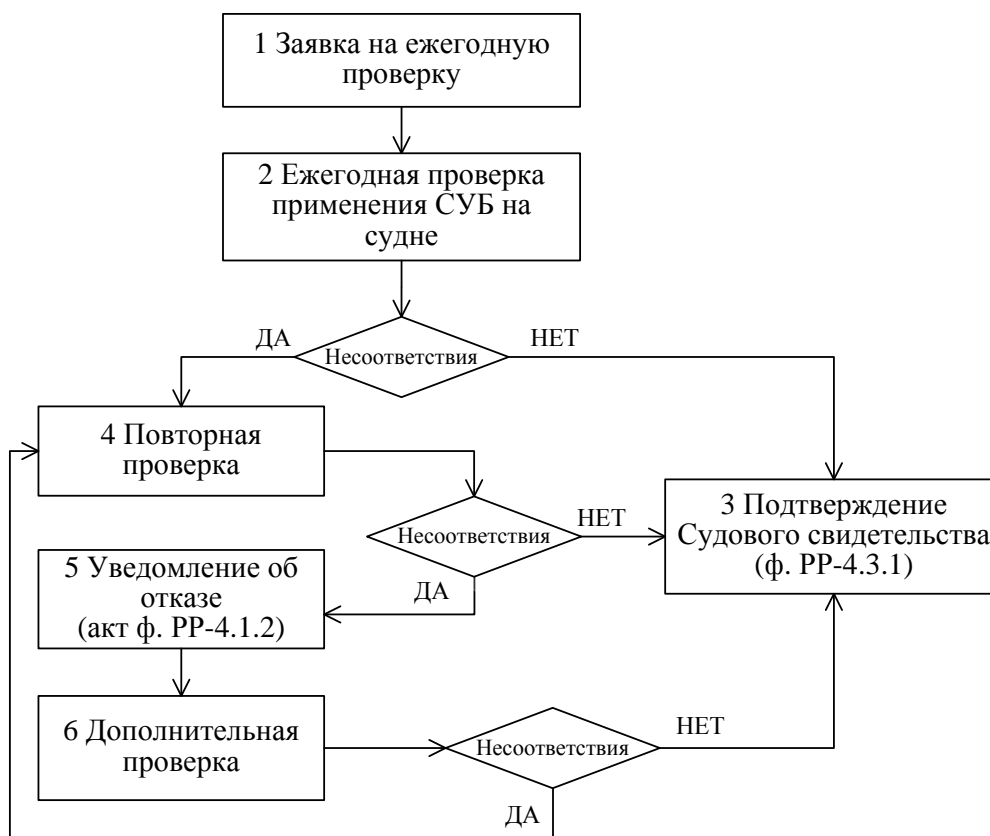 1 Заявка на ежегодную
проверку
2 Ежегодная проверка
применения СУБ на
судне
ДА
НЕТ
Несоответствия
4 Повторная
проверка
Несоответствия
НЕТ
3 Подтверждение
Судового свидетельства
(ф. РР-4.3.1)
ДА
5 Уведомление об
отказе
(акт ф. РР-4.1.2)
6 Дополнительная
проверка
Несоответствия
НЕТ
ДА